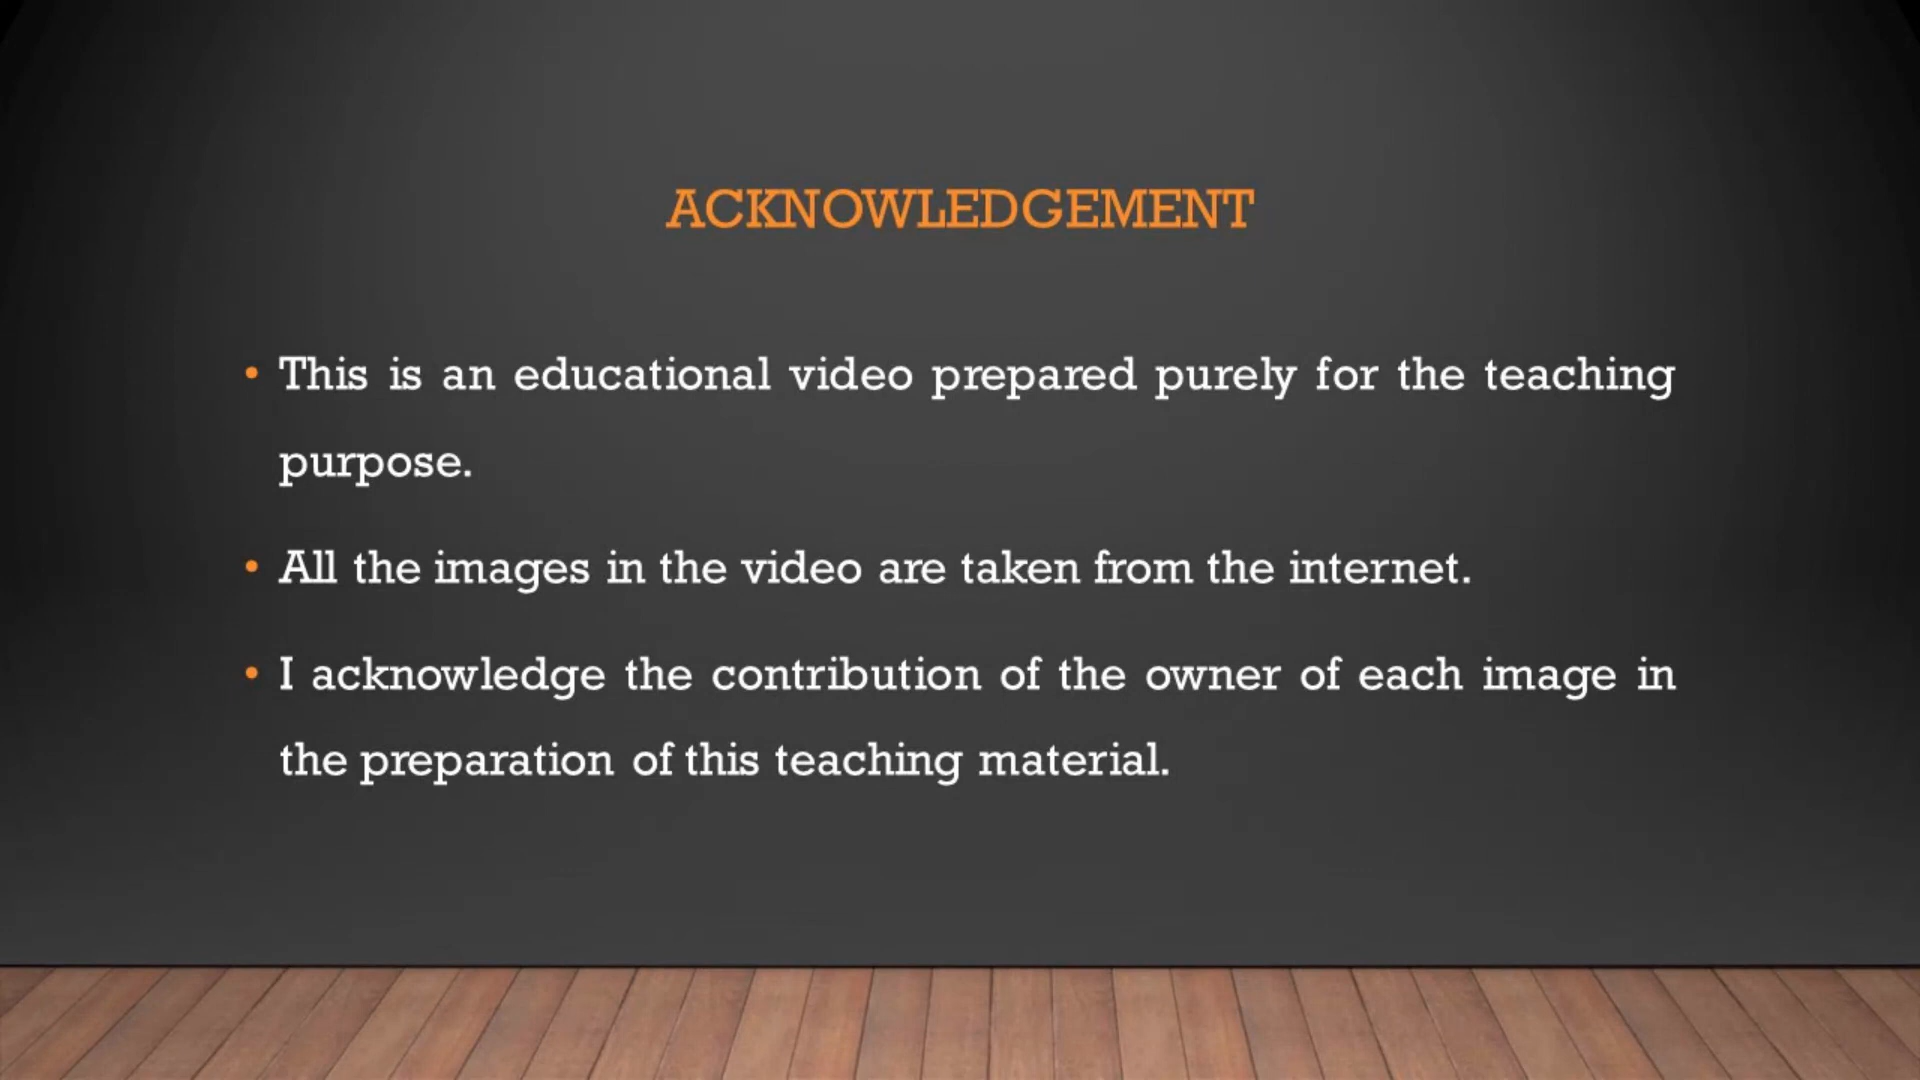 ACKNOWLEDGEMENT
• This is an educational video prepared purely for the teaching
purpose.
• All the images in the video are taken from the internet.
• I acknowledge the contribution of the owner of each image in
the preparation of this teaching material.